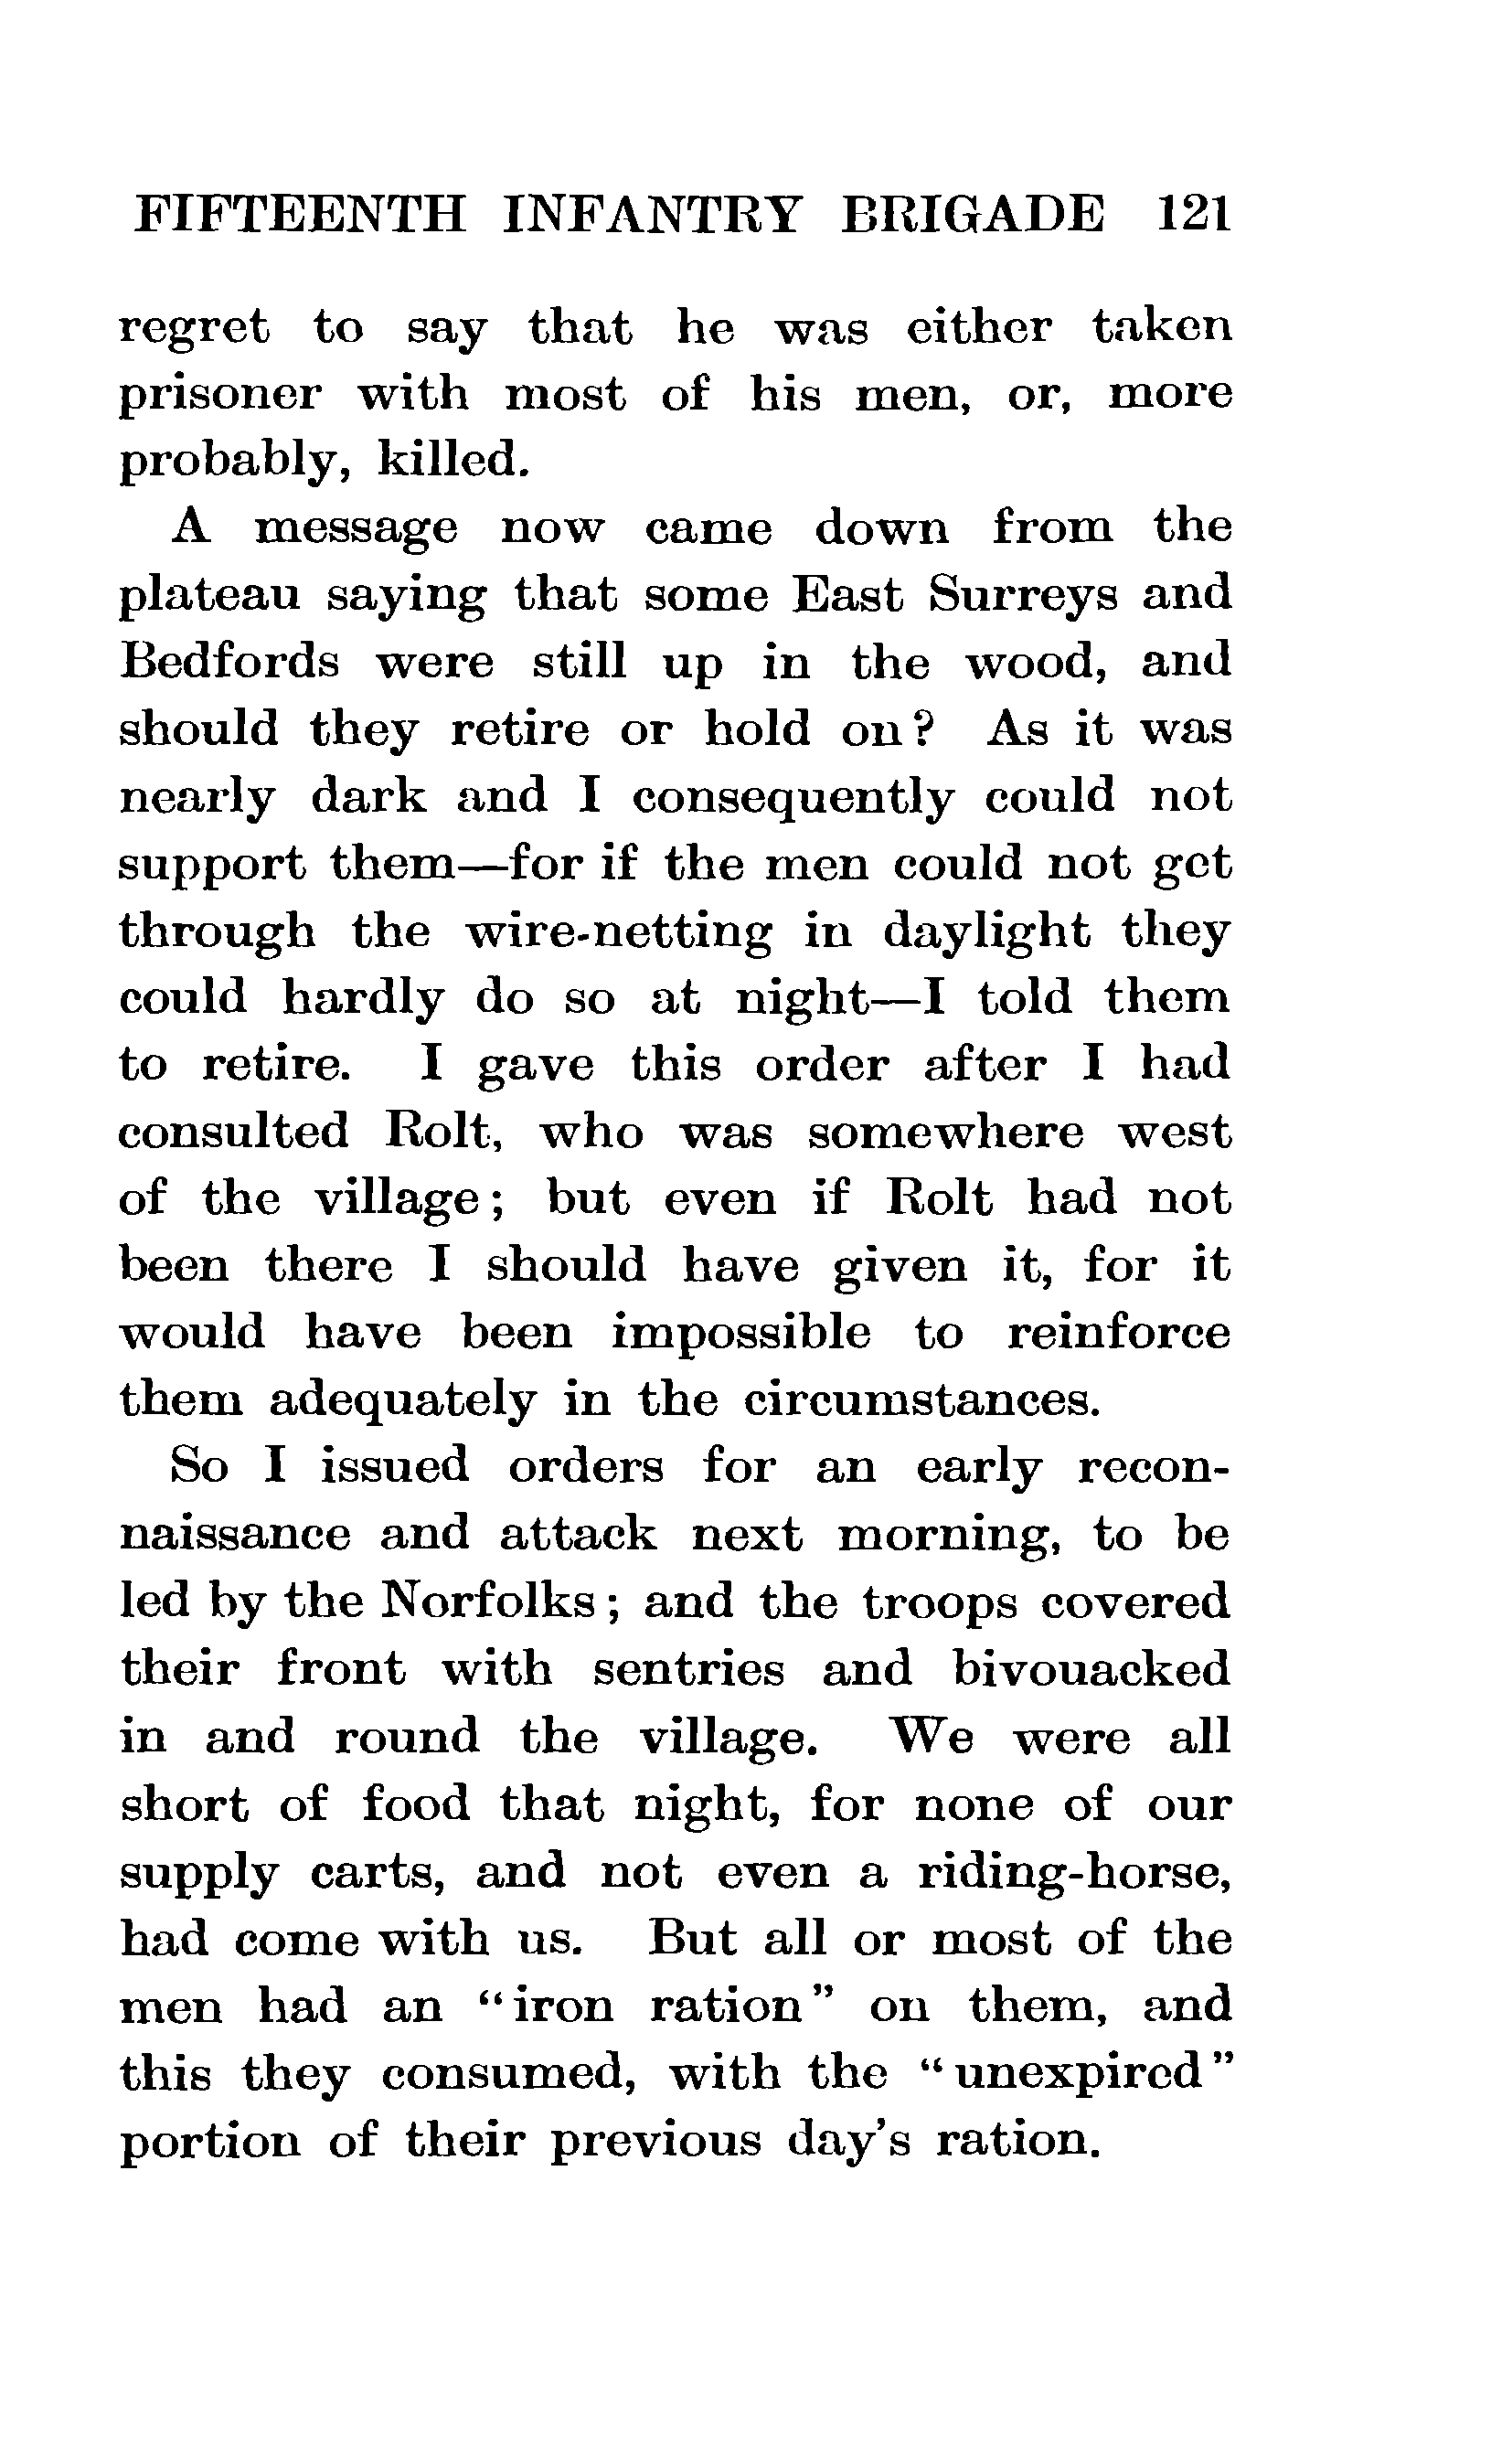 FIFTEENTH INFANTRY BRIGADE 121
regret to say that he was either taken
prisoner with most of his men, or, more
probably, killed.
A message now came down from the
plateau saying that some East Surreys and
Bedfords were still up in the wood, and
should they retire or hold on? As it was
nearly dark and I consequently could not
support them—for if the men could not get
through the wire-netting in daylight they
could hardly do so at night—I told them
to retire. I gave this order after I had
consulted Rolt, who was somewhere west
of the village; but even if Rolt had not
been there I should have given it, for it
would have been impossible to reinforce
them adequately in the circumstances.
So I issued orders for an early recon-
naissance and attack next morning, to be
led by the Norfolks; and the troops covered
their front with sentries and bivouacked
in and round the village. We were all
short of food that night, for none of our
supply carts, and not even a riding-horse,
had come with us. But all or most of the
men had an "iron ration" on them, and
this they consumed, with the "unexpired"
portion of their previous day's ration.